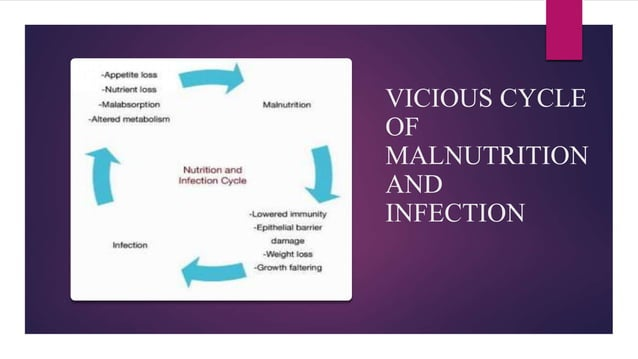 -Appetite loss
-Nutrient loss
-Malabsorption
-Altered metabolism
Malnutrition
Nutrition and
Infection Cycle
-Lowered immunity
-Epithelial barrier
damage
-Weight loss
-Growth faltering
Infection
VICIOUS CYCLE
OF
MALNUTRITION
AND
INFECTION